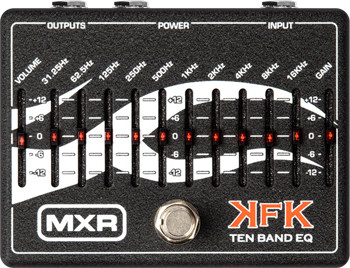 OUTPUTS POWER INPUT
VOLUME 31.25Hz 62.5Hz 125Hz 250Hz 500Hz 1KHz 2KHz 4KHz 8KHz 16KHz GAIN
+12 +12 +12
+6 +6 +6
0 0 0
-6 -6 -6
-12 -12 -12
MXR
KFK
TEN BAND EQ